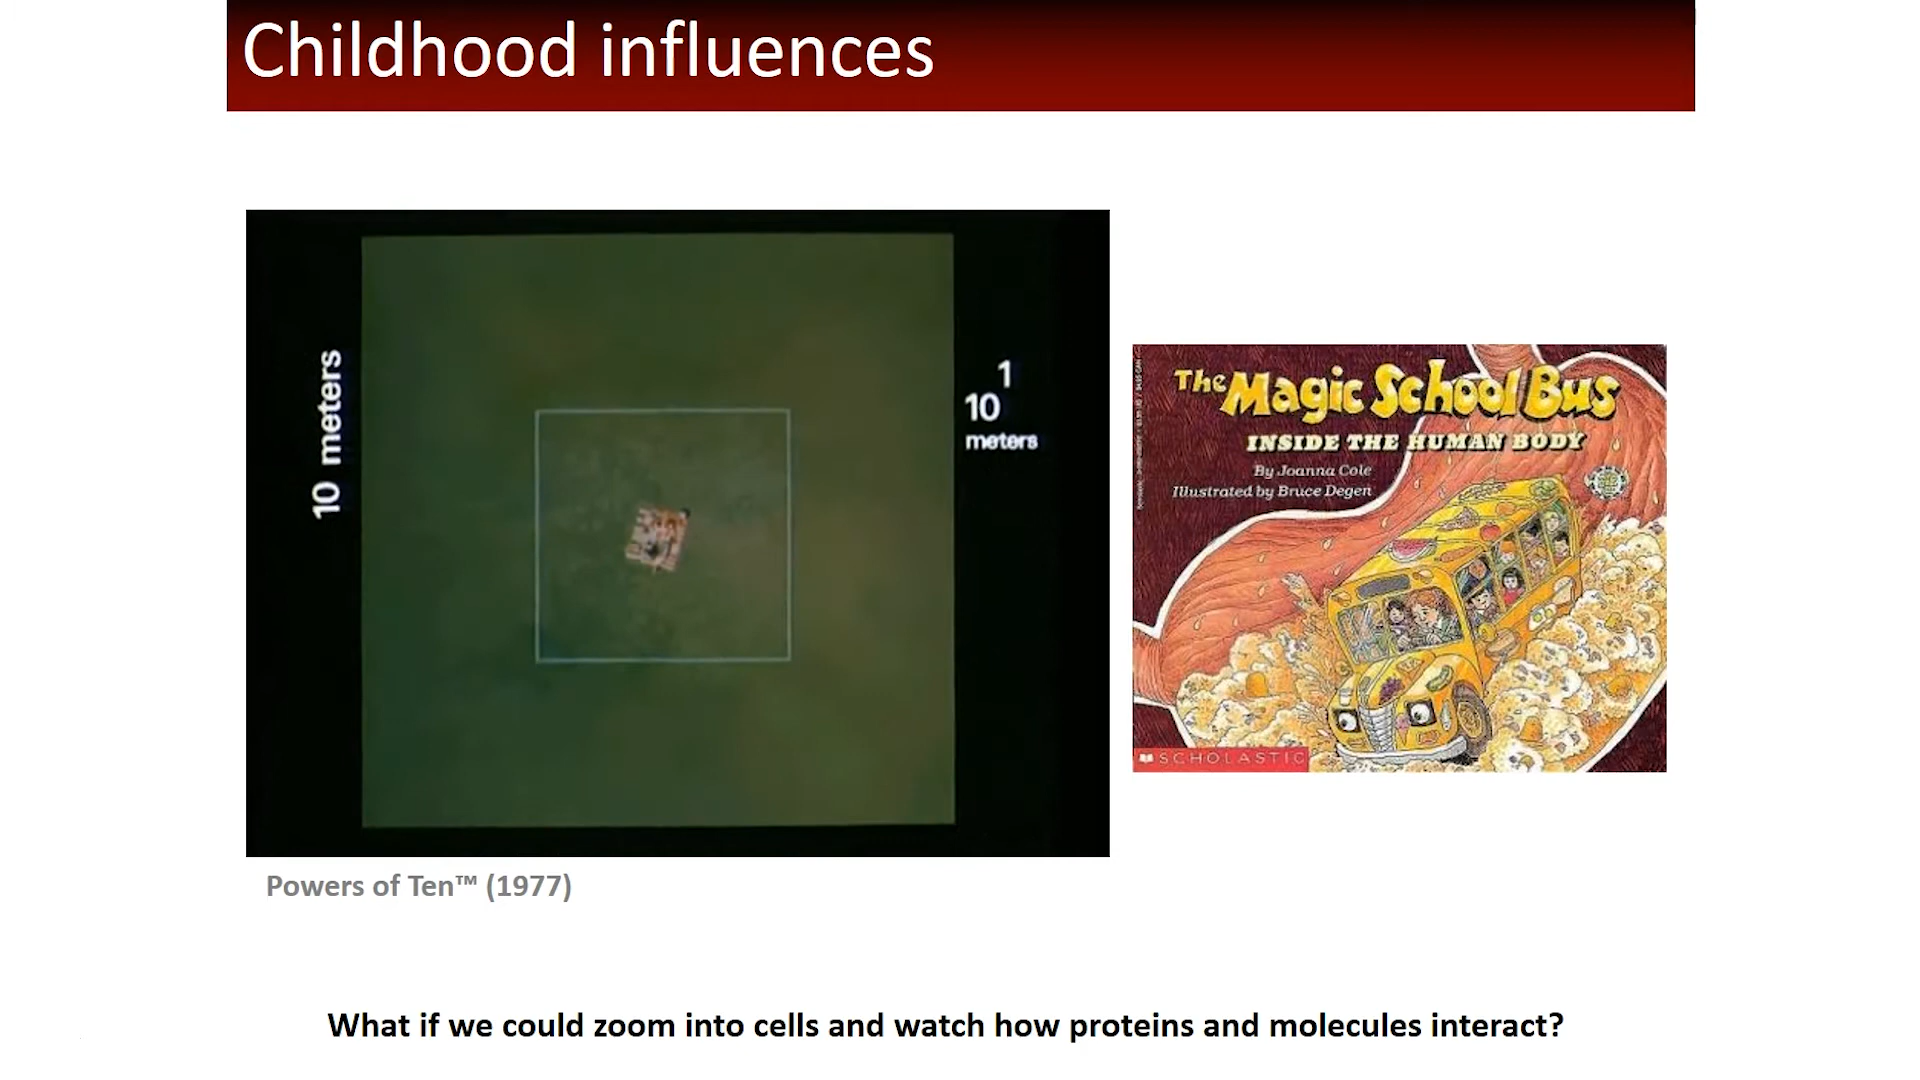 Childhood influences
10 meters
1
10
meters
The Magic School Bus
INSIDE THE HUMAN BODY
By Joanna Cole
Illustrated by Bruce Degen
SCHOLASTIC
Powers of Ten™ (1977)
What if we could zoom into cells and watch how proteins and molecules interact?